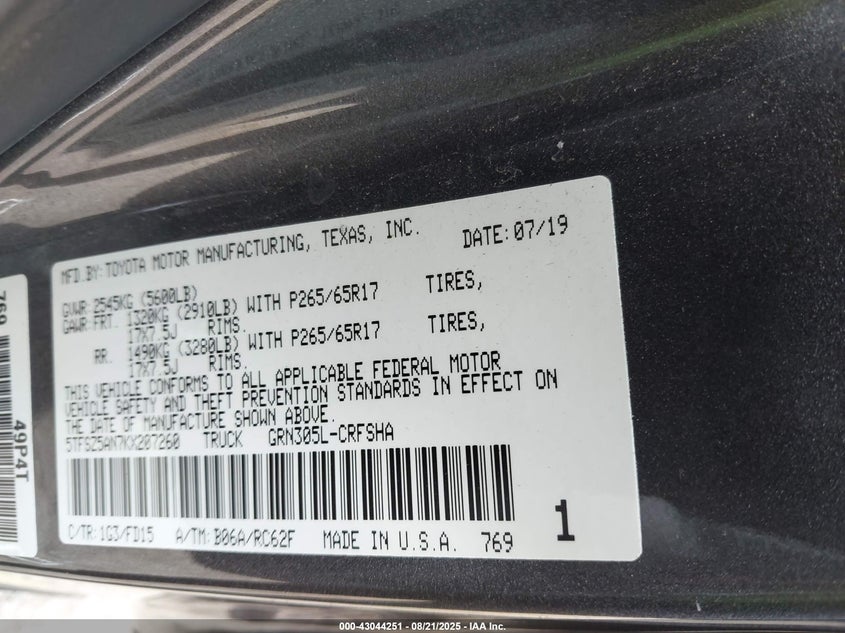 MFD.BY: TOYOTA MOTOR MANUFACTURING, TEXAS, INC. DATE: 07/19
GVWR: 2545KG (5600LB)
GAWR: FRT. 1320KG (2910LB) WITH P265/65R17 TIRES,
17X7.5J RIMS.
RR. 1490KG (3280LB) WITH P265/65R17 TIRES,
17X7.5J RIMS.
THIS VEHICLE CONFORMS TO ALL APPLICABLE FEDERAL MOTOR
VEHICLE SAFETY AND THEFT PREVENTION STANDARDS IN EFFECT ON
THE DATE OF MANUFACTURE SHOWN ABOVE.
5TFSZ5AN7KX207260 TRUCK GRN305L-CRFSHA
C/TR: 1G3/FD15 A/TM: B06A/RC62F MADE IN U.S.A. 769
1
769
49P4T
000-43044251 - 08/21/2025 - IAA Inc.